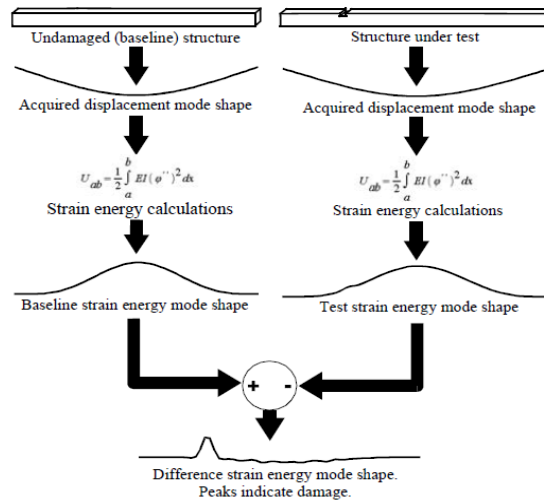 Undamaged (baseline) structure
Structure under test
Acquired displacement mode shape
Acquired displacement mode shape
U_ab = 1/2 ∫_a^b EI(φ'')² dx
U_ab = 1/2 ∫_a^b EI(φ'')² dx
Strain energy calculations
Strain energy calculations
Baseline strain energy mode shape
Test strain energy mode shape
+ -
Difference strain energy mode shape.
Peaks indicate damage.